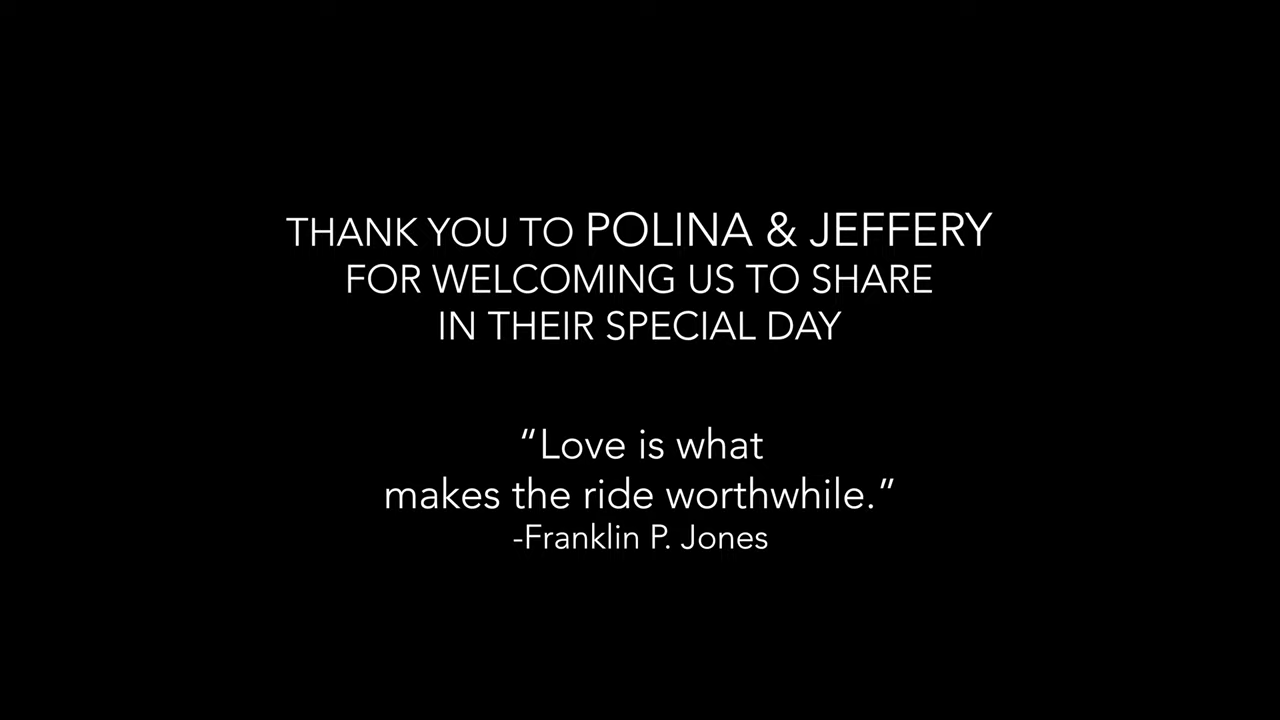 THANK YOU TO POLINA & JEFFERY
FOR WELCOMING US TO SHARE
IN THEIR SPECIAL DAY
“Love is what
makes the ride worthwhile.”
-Franklin P. Jones